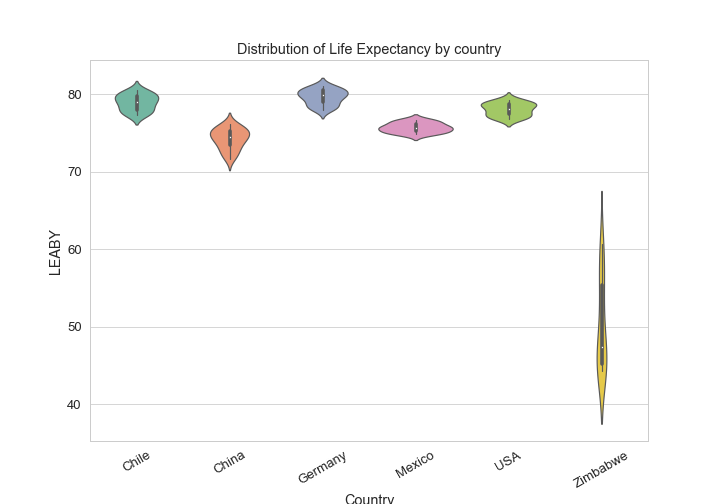 Distribution of Life Expectancy by country
LEABY
80
70
60
50
40
Chile
China
Germany
Mexico
USA
Zimbabwe
Country